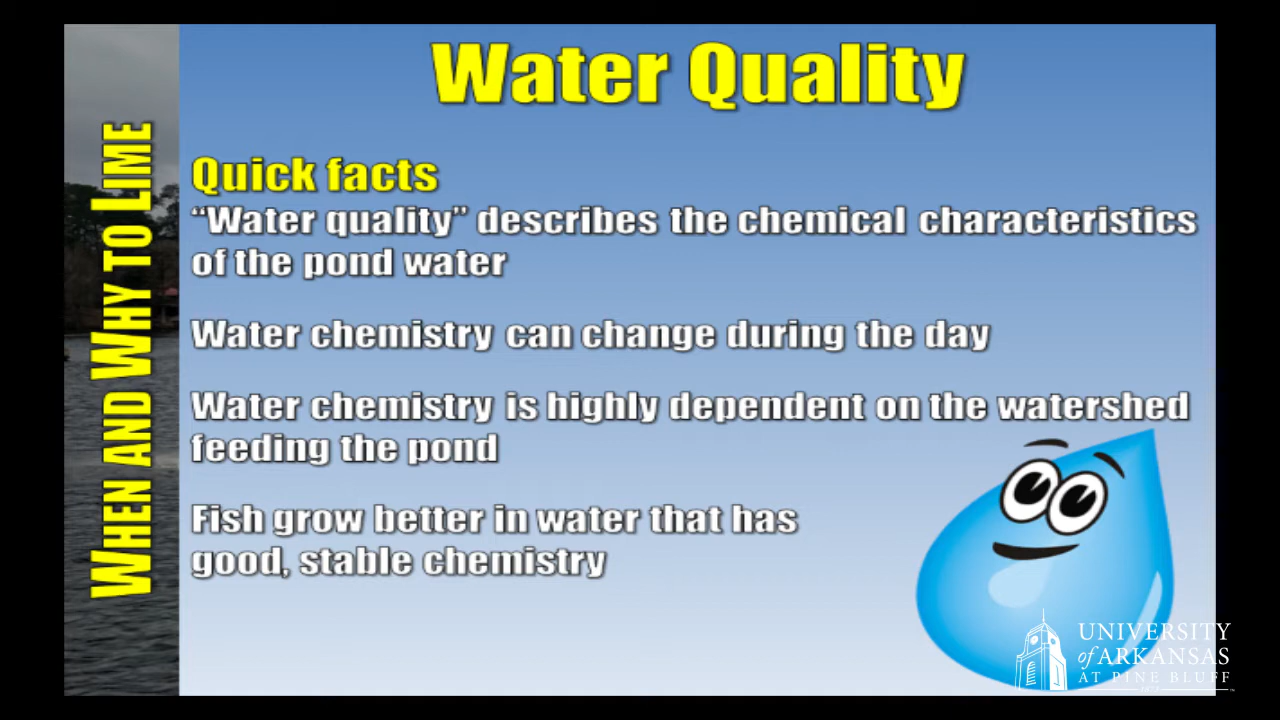 Water Quality
WHEN AND WHY TO LIME
Quick facts
“Water quality” describes the chemical characteristics
of the pond water
Water chemistry can change during the day
Water chemistry is highly dependent on the watershed
feeding the pond
Fish grow better in water that has
good, stable chemistry
UNIVERSITY
of ARKANSAS
AT PINE BLUFF